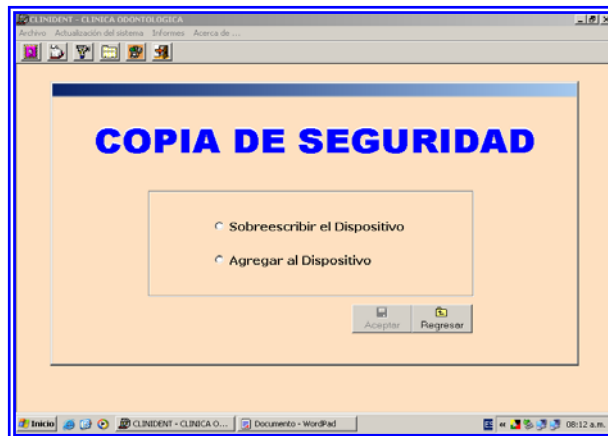 CLINIDENT - CLINICA ODONTOLOGICA
Archivo Actualización del sistema Informes Acerca de ...
COPIA DE SEGURIDAD
Sobreescribir el Dispositivo
Agregar al Dispositivo
Aceptar Regresar
Inicio CLINIDENT - CLINICA O... Documento - WordPad 08:12 a.m.